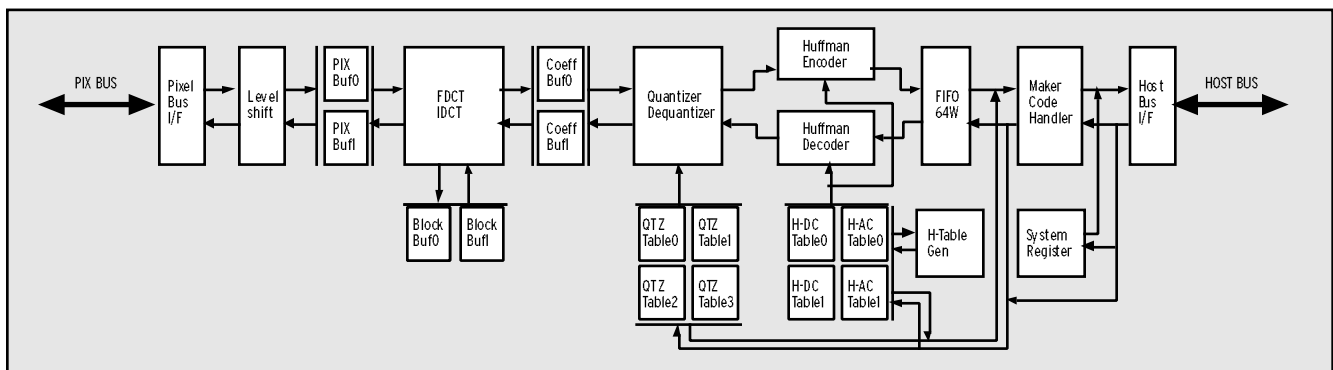 PIX BUS
Pixel
Bus
I/F
Level
shift
PIX
Buf0
PIX
Buf1
FDCT
IDCT
Block
Buf0
Block
Buf1
Coeff
Buf0
Coeff
Buf1
Quantizer
Dequantizer
QTZ
Table0
QTZ
Table1
QTZ
Table2
QTZ
Table3
Huffman
Encoder
Huffman
Decoder
H-DC
Table0
H-AC
Table0
H-DC
Table1
H-AC
Table1
H-Table
Gen
FIFO
64W
Maker
Code
Handler
System
Register
Host
Bus
I/F
HOST BUS